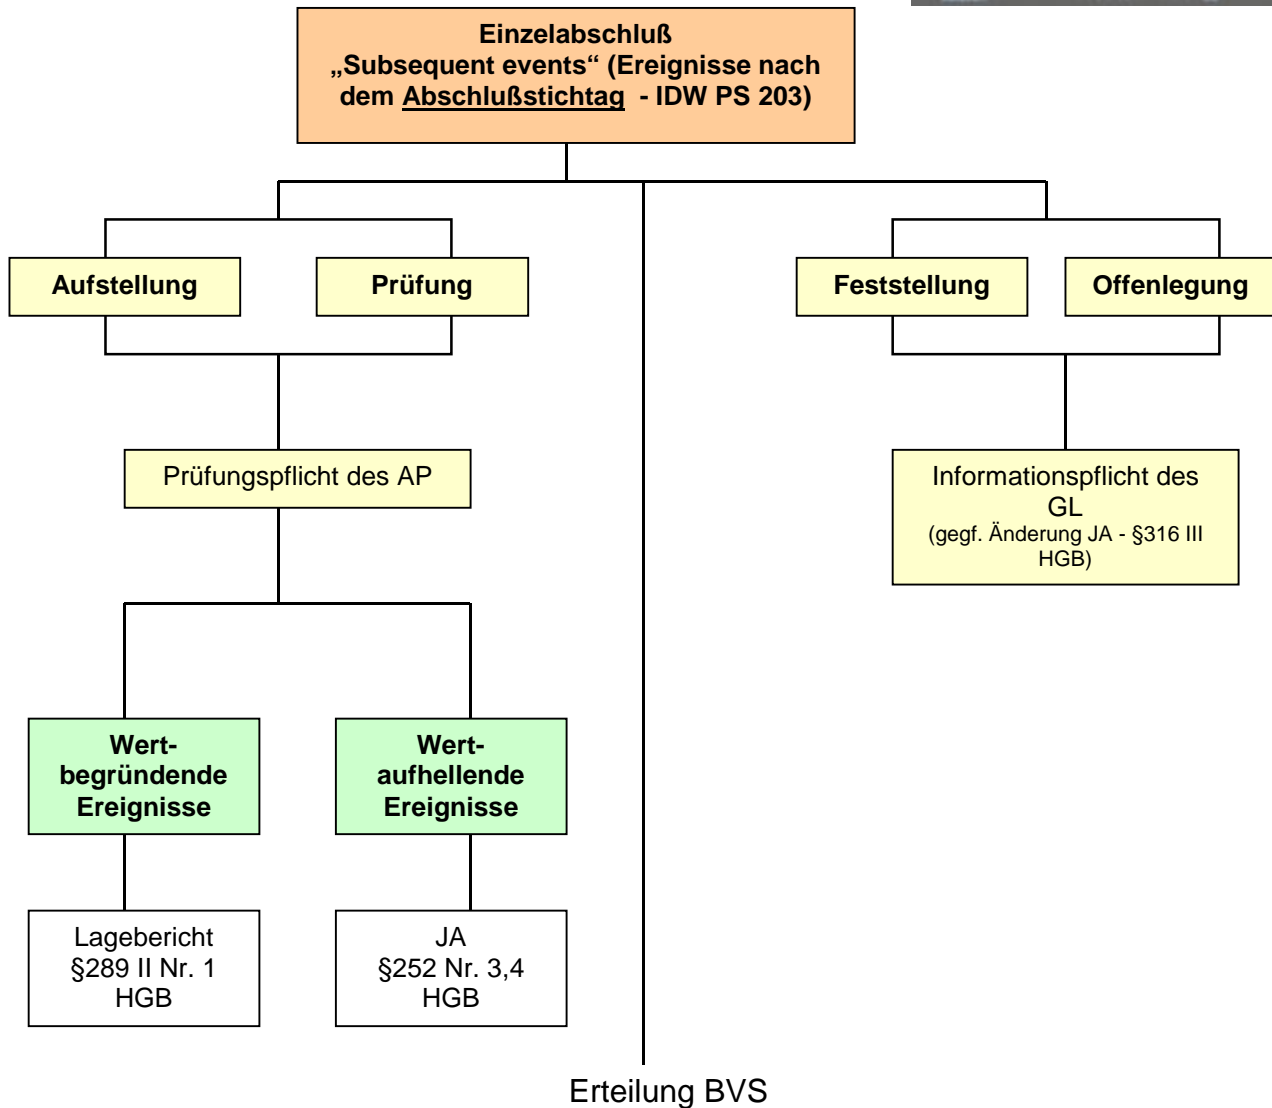 Einzelabschluß
„Subsequent events“ (Ereignisse nach
dem Abschlußstichtag - IDW PS 203)
Aufstellung
Prüfung
Feststellung
Offenlegung
Prüfungspflicht des AP
Informationspflicht des
GL
(gegf. Änderung JA - §316 III
HGB)
Wert-
begründende
Ereignisse
Wert-
aufhellende
Ereignisse
Lagebericht
§289 II Nr. 1
HGB
JA
§252 Nr. 3,4
HGB
Erteilung BVS